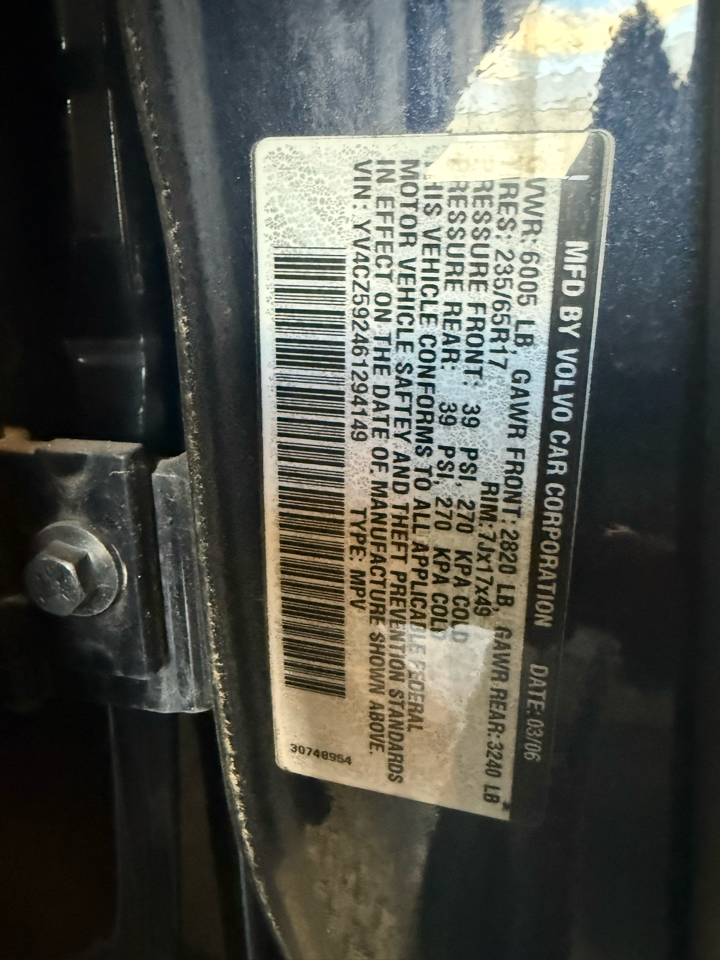 MFD BY VOLVO CAR CORPORATION DATE: 03/06
VWR: 6005 LB, GAWR FRONT: 2820 LB, GAWR REAR: 3240 LB
RES: 235/65R17, RIM: 7Jx17x49
RESSURE FRONT: 39 PSI, 270 KPA COLD
RESSURE REAR: 39 PSI, 270 KPA COLD
THIS VEHICLE CONFORMS TO ALL APPLICABLE FEDERAL
MOTOR VEHICLE SAFTEY AND THEFT PREVENTION STANDARDS
IN EFFECT ON THE DATE OF MANUFACTURE SHOWN ABOVE.
VIN: YV4CZ592461294149 TYPE: MPV
30748954